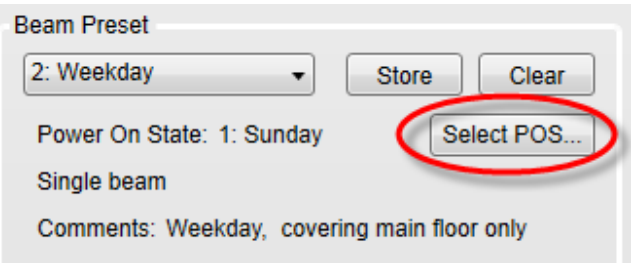 Beam Preset
2: Weekday Store Clear
Power On State: 1: Sunday Select POS...
Single beam
Comments: Weekday, covering main floor only